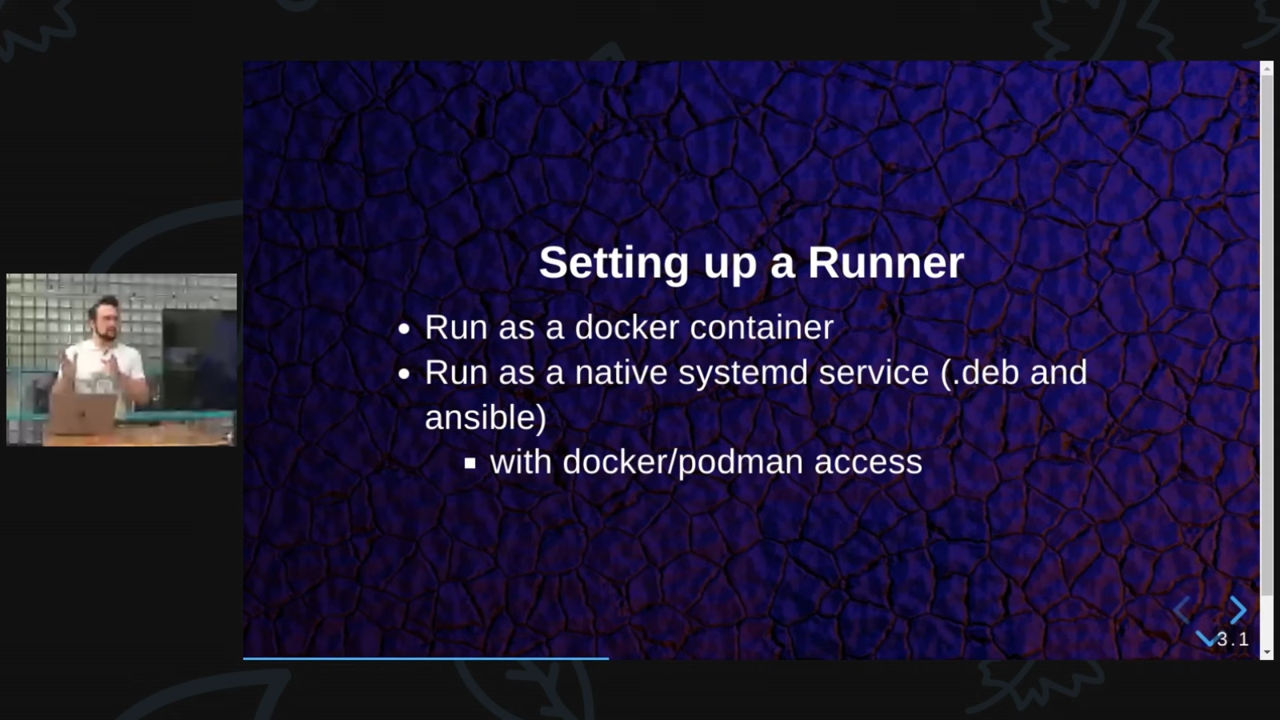 Setting up a Runner
Run as a docker container
Run as a native systemd service (.deb and
ansible)
with docker/podman access
3.1